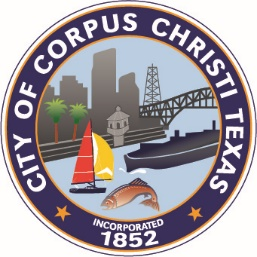 CITY OF CORPUS CHRISTI TEXAS
INCORPORATED
1852